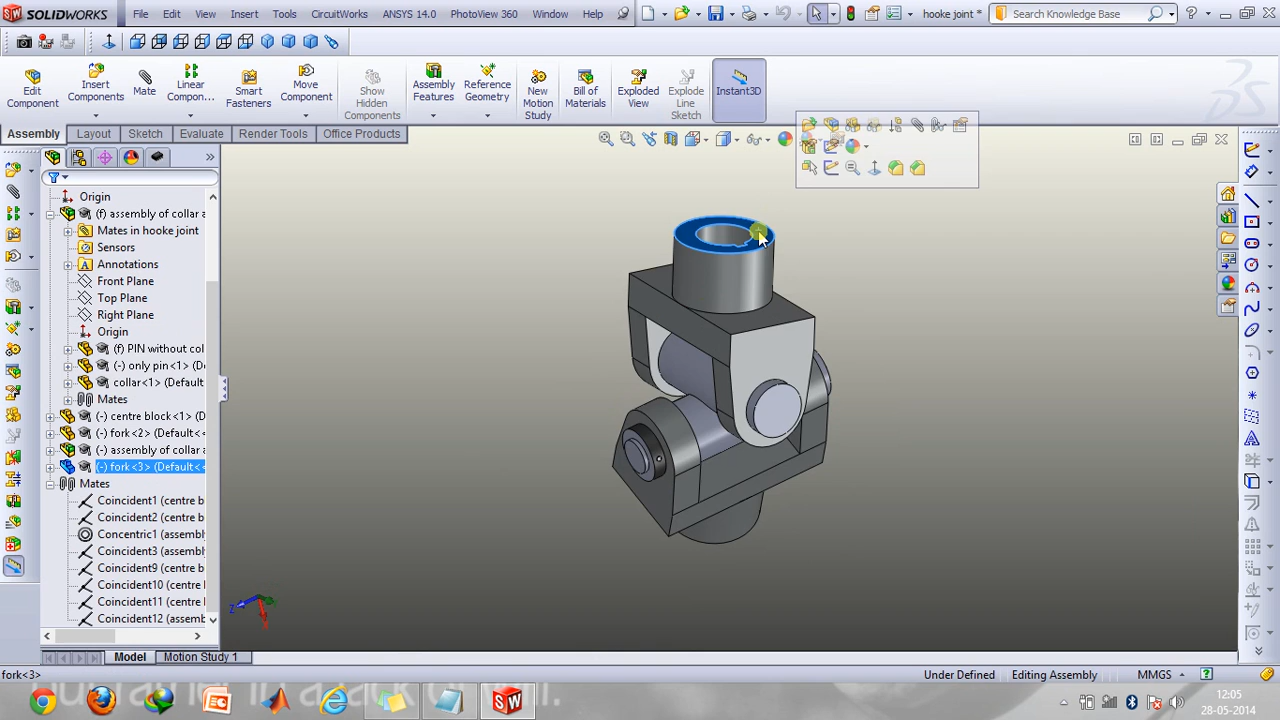 SOLIDWORKS File Edit View Insert Tools CircuitWorks ANSYS 14.0 PhotoView 360 Window Help hooke joint * Search Knowledge Base
Edit Component
Insert Components
Mate
Linear Compon...
Smart Fasteners
Move Component
Show Hidden Components
Assembly Features
Reference Geometry
New Motion Study
Bill of Materials
Exploded View
Explode Line Sketch
Instant3D
Assembly Layout Sketch Evaluate Render Tools Office Products
Origin
(f) assembly of collar a
Mates in hooke joint
Sensors
Annotations
Front Plane
Top Plane
Right Plane
Origin
(f) PIN without col
(-) only pin<1> (D
collar<1> (Default
Mates
(-) centre block<1> (
(-) fork<2> (Default<
(-) assembly of collar
(-) fork<3> (Default<
Mates
Coincident1 (centre b
Coincident2 (centre b
Concentric1 (assemb
Coincident3 (assembl
Coincident9 (centre b
Coincident10 (centre
Coincident11 (centre
Coincident12 (assemb
Z
Model Motion Study 1
fork<3> Under Defined Editing Assembly MMGS
12:05
28-05-2014